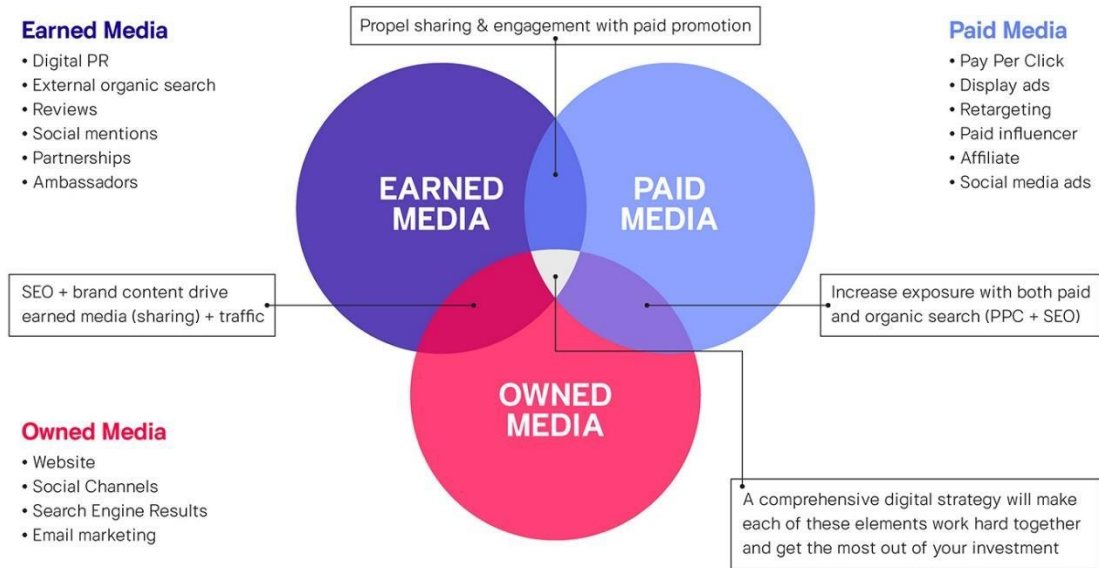 Earned Media
• Digital PR
• External organic search
• Reviews
• Social mentions
• Partnerships
• Ambassadors
Propel sharing & engagement with paid promotion
Paid Media
• Pay Per Click
• Display ads
• Retargeting
• Paid influencer
• Affiliate
• Social media ads
EARNED
MEDIA
PAID
MEDIA
SEO + brand content drive
earned media (sharing) + traffic
Increase exposure with both paid
and organic search (PPC + SEO)
OWNED
MEDIA
Owned Media
• Website
• Social Channels
• Search Engine Results
• Email marketing
A comprehensive digital strategy will make
each of these elements work hard together
and get the most out of your investment